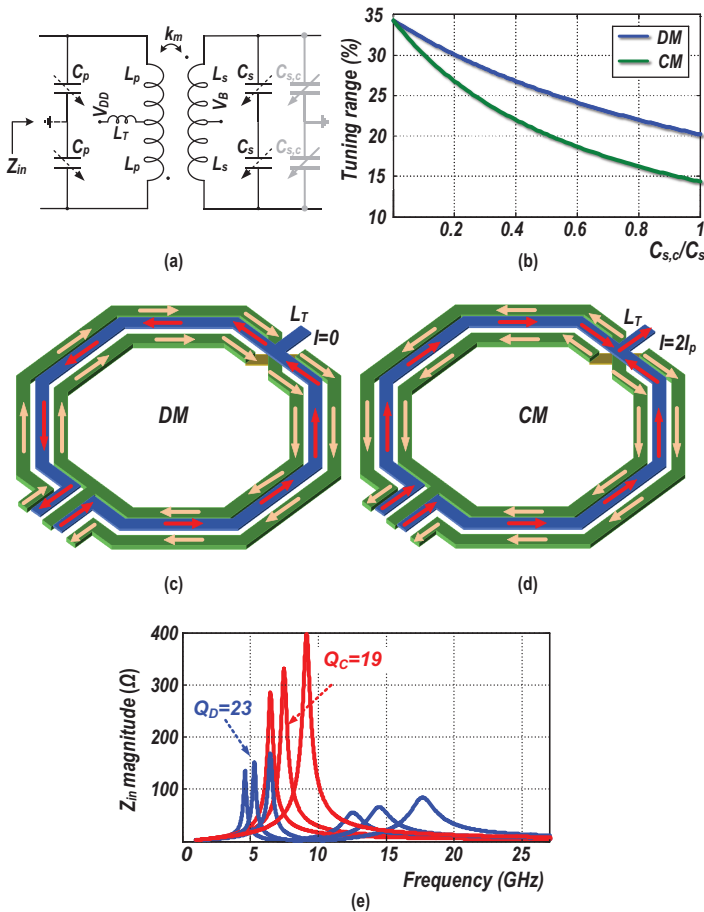 k_m
C_p L_p L_s C_s C_s,c
V_DD V_B
L_T
Z_in
C_p L_p L_s C_s C_s,c
(a)
Tuning range (%)
35
30
25
20
15
10
0.2 0.4 0.6 0.8 1
C_s,c/C_s
DM
CM
(b)
L_T
I=0
DM
(c)
L_T
I=2I_p
CM
(d)
Z_in magnitude (Ω)
400
300
200
100
0 5 10 15 20 25
Q_C=19
Q_D=23
Frequency (GHz)
(e)